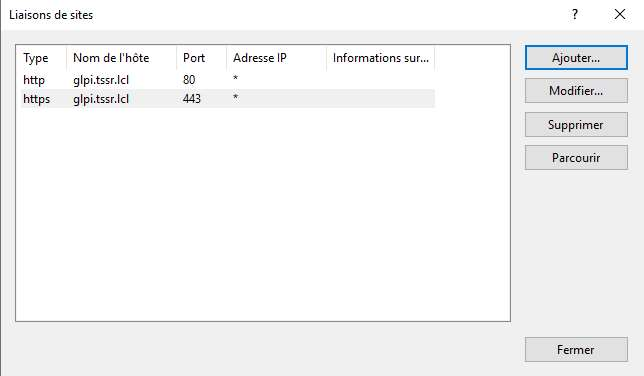 Liaisons de sites
Type Nom de l'hôte Port Adresse IP Informations sur...
http glpi.tssr.lcl 80 *
https glpi.tssr.lcl 443 *
Ajouter...
Modifier...
Supprimer
Parcourir
Fermer